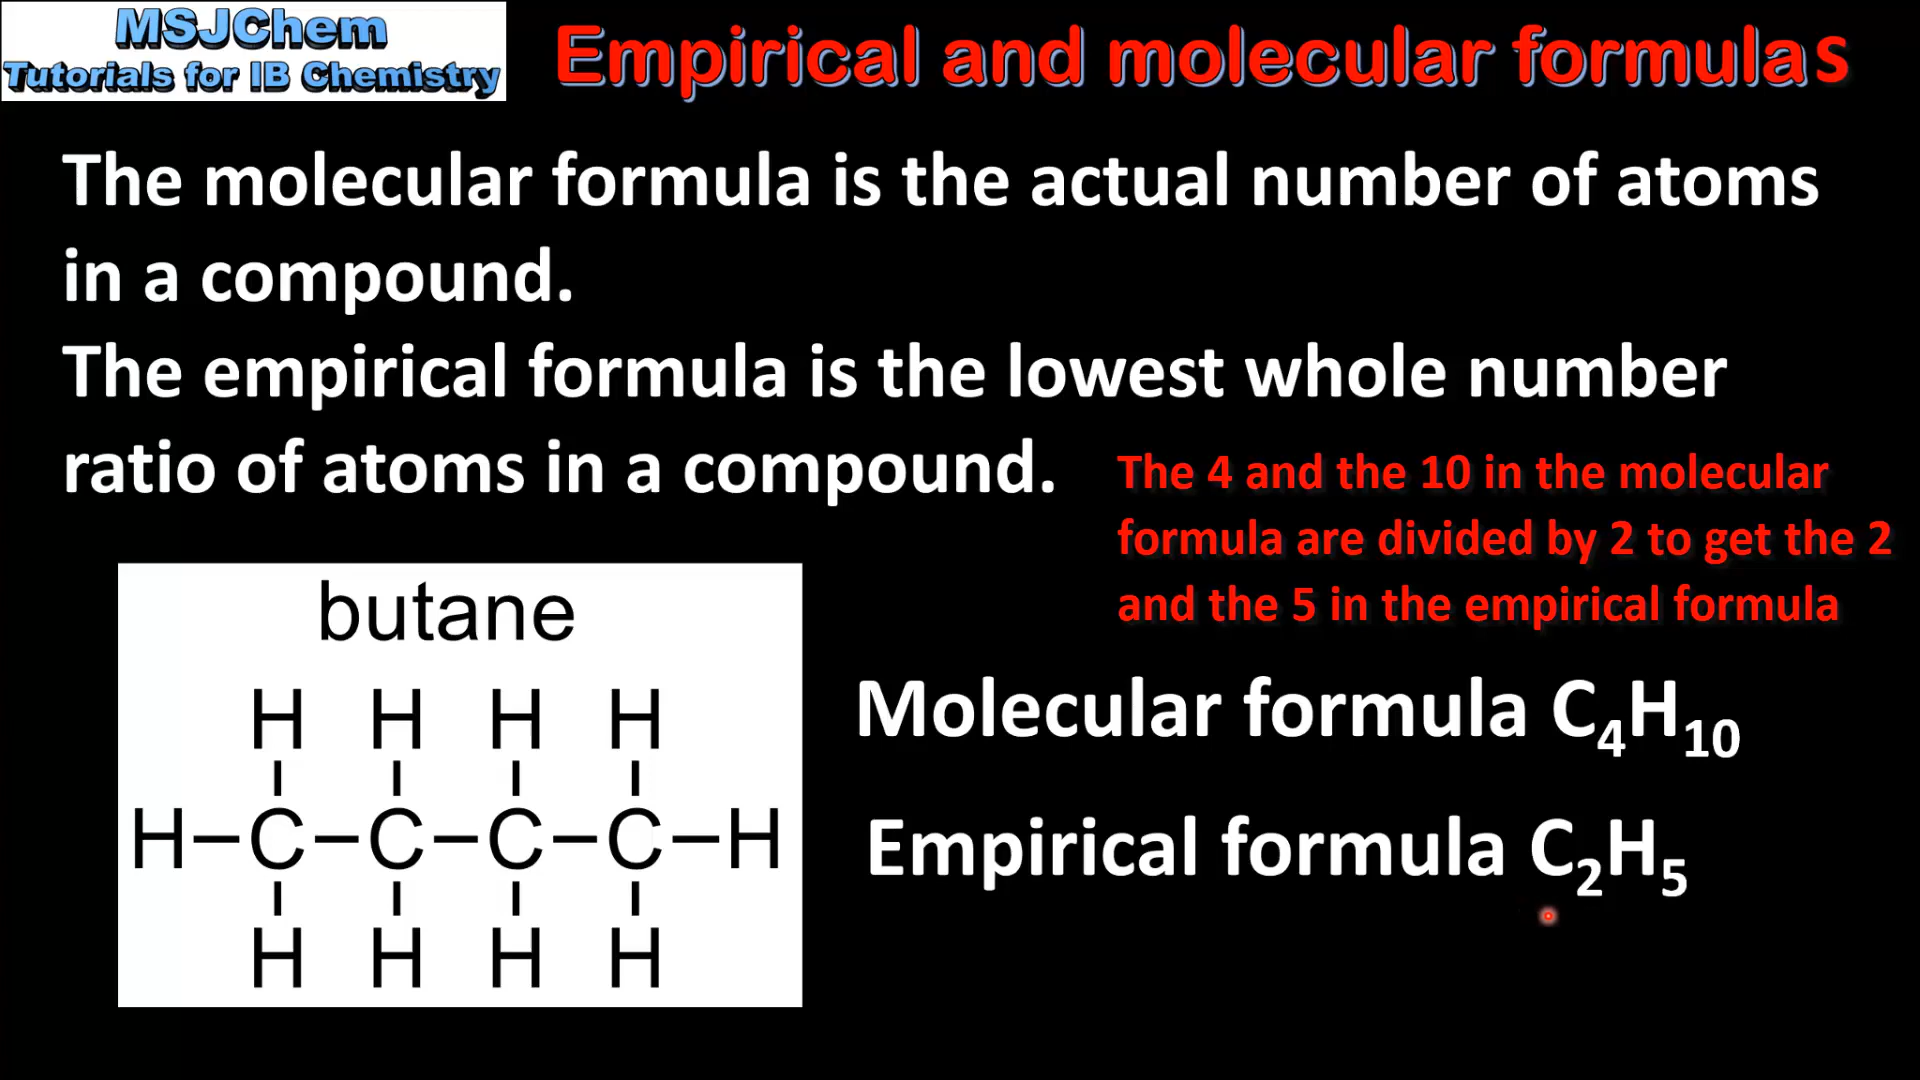 MSJChem
Tutorials for IB Chemistry
Empirical and molecular formulas
The molecular formula is the actual number of atoms
in a compound.
The empirical formula is the lowest whole number
ratio of atoms in a compound.
The 4 and the 10 in the molecular
formula are divided by 2 to get the 2
and the 5 in the empirical formula
butane
H H H H
H–C–C–C–C–H
H H H H
Molecular formula C₄H₁₀
Empirical formula C₂H₅